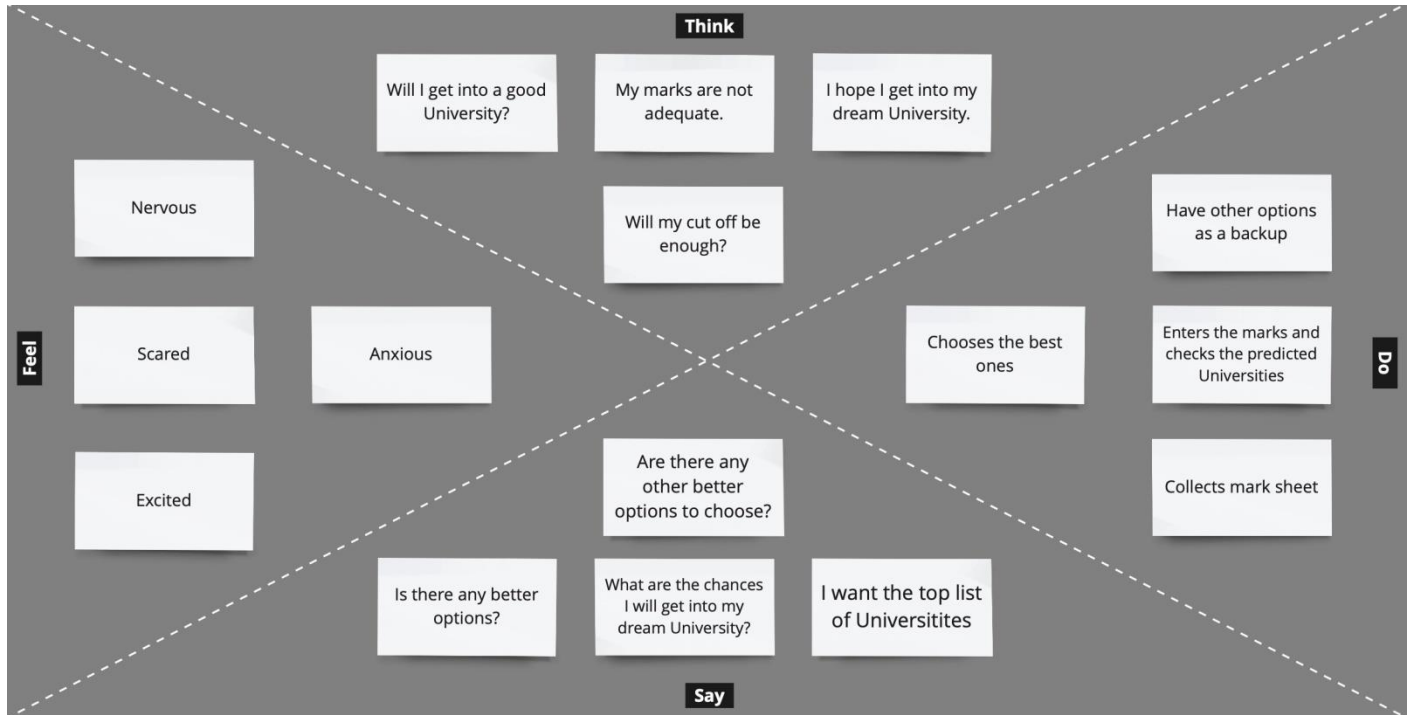 Think
Will I get into a good
University?
My marks are not
adequate.
I hope I get into my
dream University.
Will my cut off be
enough?
Feel
Nervous
Scared
Anxious
Excited
Do
Have other options
as a backup
Chooses the best
ones
Enters the marks and
checks the predicted
Universities
Collects mark sheet
Are there any
other better
options to choose?
Is there any better
options?
What are the chances
I will get into my
dream University?
I want the top list
of Universitites
Say